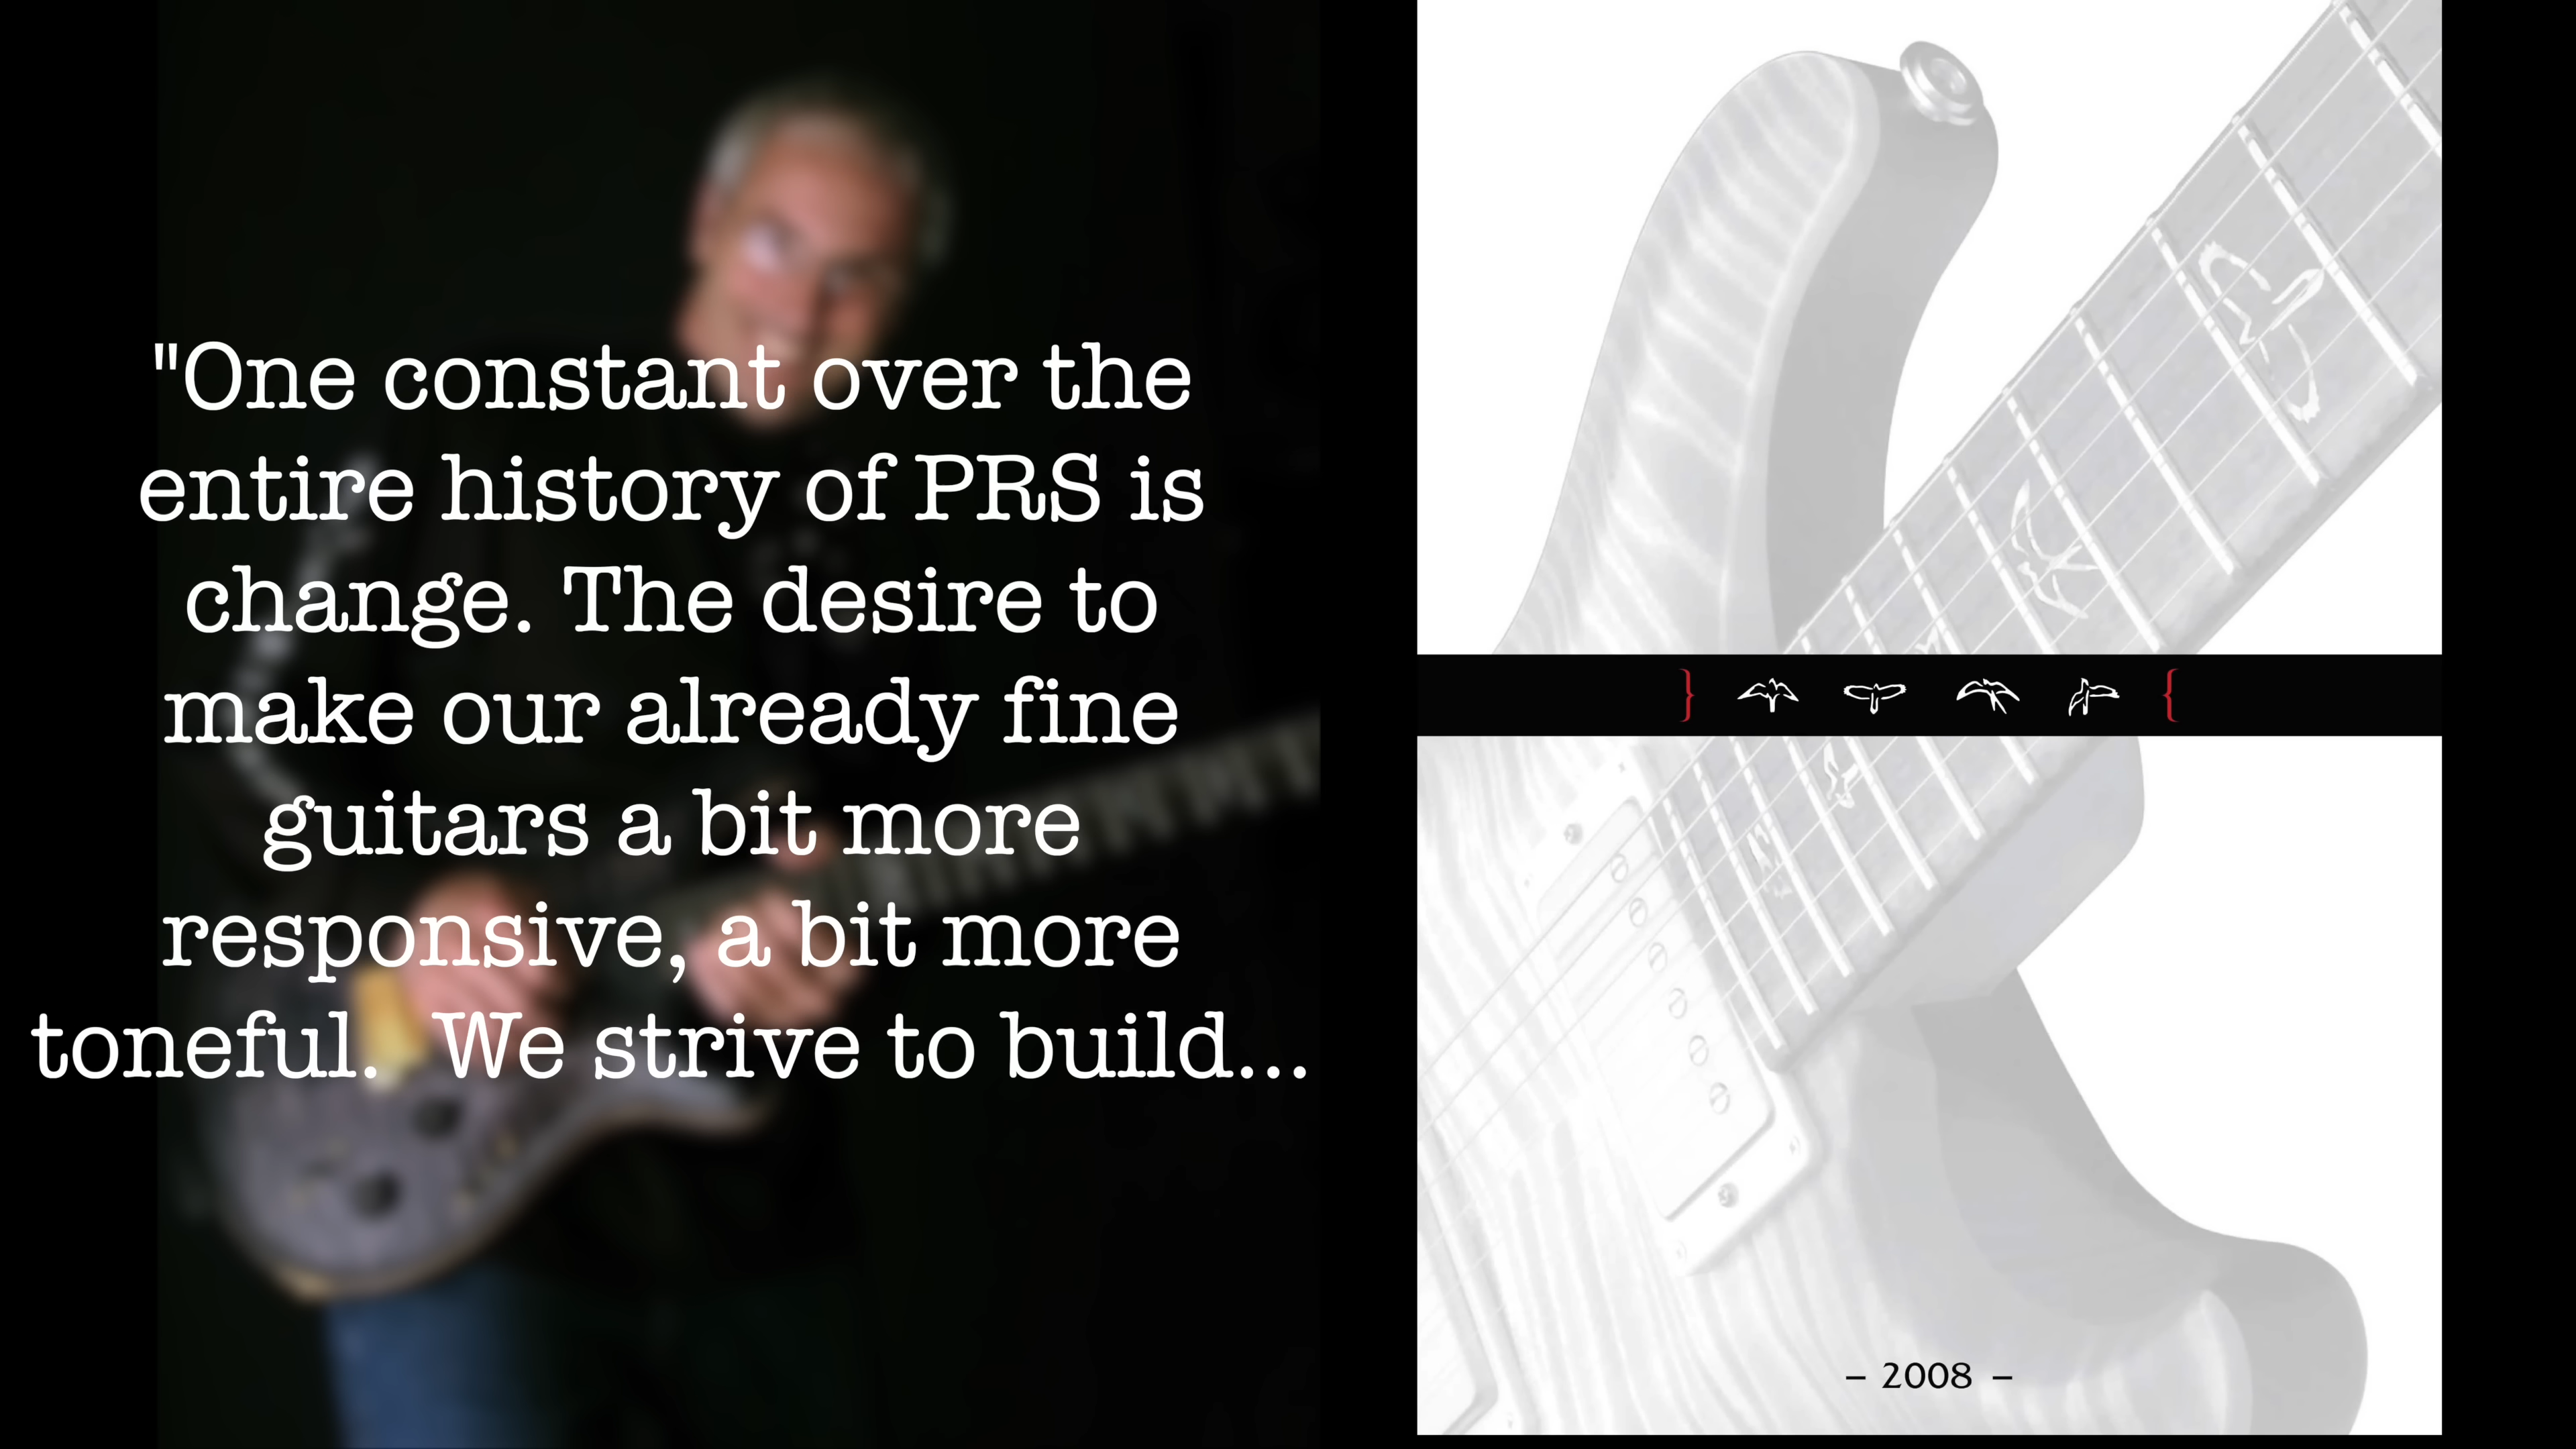 "One constant over the
entire history of PRS is
change. The desire to
make our already fine
guitars a bit more
responsive, a bit more
toneful.  We strive to build...
– 2008 –